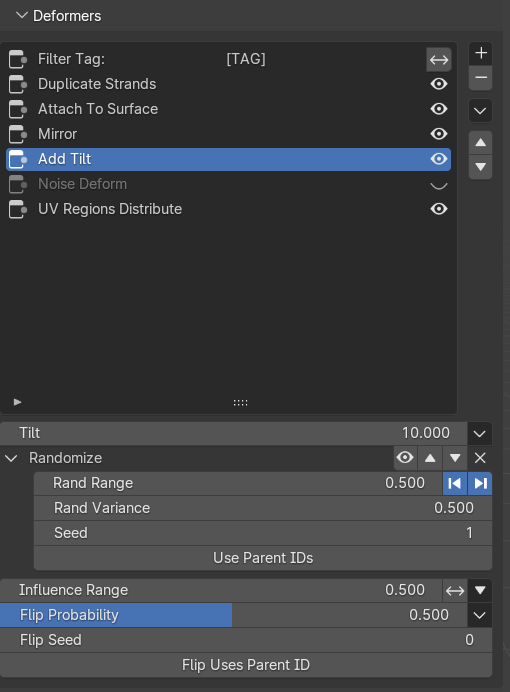 Deformers
Filter Tag: [TAG]
Duplicate Strands
Attach To Surface
Mirror
Add Tilt
Noise Deform
UV Regions Distribute
Tilt 10.000
Randomize
Rand Range 0.500
Rand Variance 0.500
Seed 1
Use Parent IDs
Influence Range 0.500
Flip Probability 0.500
Flip Seed 0
Flip Uses Parent ID